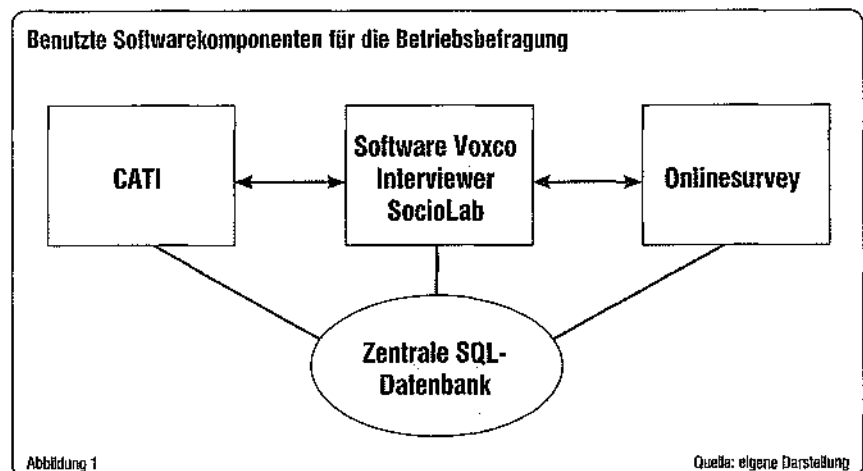 Benutzte Softwarekomponenten für die Betriebsbefragung
CATI
Software Voxco
Interviewer
SocioLab
Onlinesurvey
Zentrale SQL-
Datenbank
Abbildung 1
Quelle: eigene Darstellung